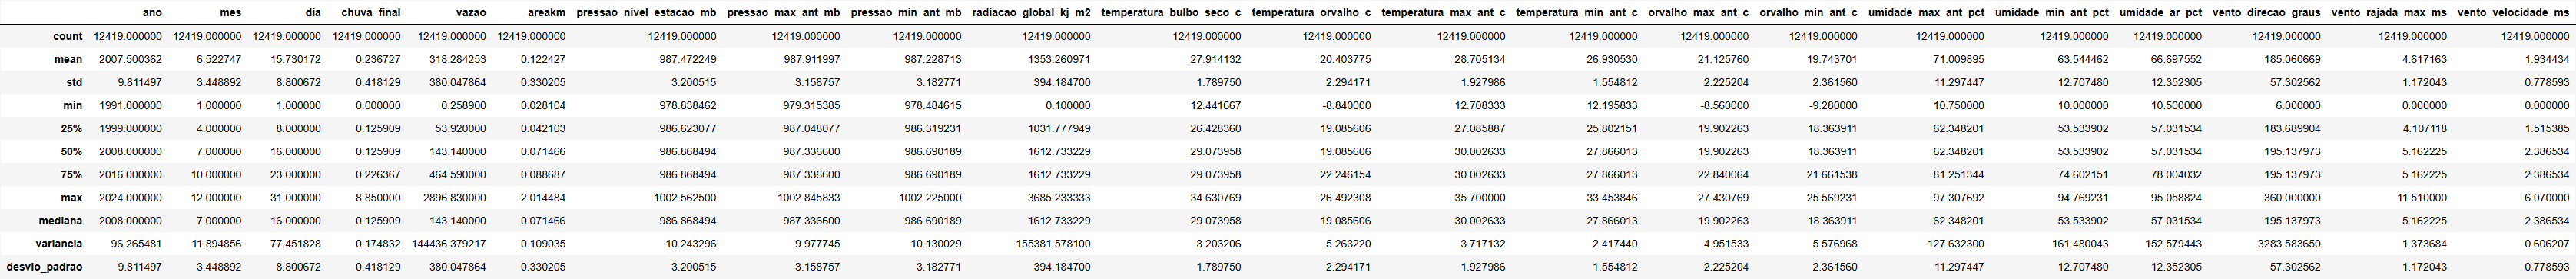 ano mes dia chuva_final vazao areakm pressao_nivel_estacao_mb pressao_max_ant_mb pressao_min_ant_mb radiacao_global_kj_m2 temperatura_bulbo_seco_c temperatura_orvalho_c temperatura_max_ant_c temperatura_min_ant_c orvalho_max_ant_c orvalho_min_ant_c umidade_max_ant_pct umidade_min_ant_pct umidade_ar_pct vento_direcao_graus vento_rajada_max_ms vento_velocidade_ms
count 12419.000000 12419.000000 12419.000000 12419.000000 12419.000000 12419.000000 12419.000000 12419.000000 12419.000000 12419.000000 12419.000000 12419.000000 12419.000000 12419.000000 12419.000000 12419.000000 12419.000000 12419.000000 12419.000000 12419.000000 12419.000000 12419.000000
mean 2007.500362 6.522747 15.730172 0.236727 318.284253 0.122427 987.472249 987.911997 987.228713 1353.260971 27.914132 20.403775 28.705134 26.930530 21.125760 19.743701 71.009895 63.544462 66.697552 185.060669 4.617163 1.934434
std 9.811497 3.448892 8.800672 0.418129 380.047864 0.330205 3.200515 3.158757 3.182771 394.184700 1.789750 2.294171 1.927986 1.554812 2.225204 2.361560 11.297447 12.707480 12.352305 57.302562 1.172043 0.778593
min 1991.000000 1.000000 1.000000 0.000000 0.258900 0.028104 978.838462 979.315385 978.484615 0.100000 12.441667 -8.840000 12.708333 12.195833 -8.560000 -9.280000 10.750000 10.000000 10.500000 6.000000 0.000000 0.000000
25% 1999.000000 4.000000 8.000000 0.125909 53.920000 0.042103 986.623077 987.048077 986.319231 1031.777949 26.428360 19.085606 27.085887 25.802151 19.902263 18.363911 62.348201 53.533902 57.031534 183.689904 4.107118 1.515385
50% 2008.000000 7.000000 16.000000 0.125909 143.140000 0.071466 986.868494 987.336600 986.690189 1612.733229 29.073958 19.085606 30.002633 27.866013 19.902263 18.363911 62.348201 53.533902 57.031534 195.137973 5.162225 2.386534
75% 2016.000000 10.000000 23.000000 0.226367 464.590000 0.088687 986.868494 987.336600 986.690189 1612.733229 29.073958 22.246154 30.002633 27.866013 22.840064 21.661538 81.251344 74.602151 78.004032 195.137973 5.162225 2.386534
max 2024.000000 12.000000 31.000000 8.850000 2896.830000 2.014484 1002.562500 1002.845833 1002.225000 3685.233333 34.630769 26.492308 35.700000 33.453846 27.430769 25.569231 97.307692 94.769231 95.058824 360.000000 11.510000 6.070000
mediana 2008.000000 7.000000 16.000000 0.125909 143.140000 0.071466 986.868494 987.336600 986.690189 1612.733229 29.073958 19.085606 30.002633 27.866013 19.902263 18.363911 62.348201 53.533902 57.031534 195.137973 5.162225 2.386534
variancia 96.265481 11.894856 77.451828 0.174832 144436.379217 0.109035 10.243296 9.977745 10.130029 155381.578100 3.203206 5.263220 3.717132 2.417440 4.951533 5.576968 127.632300 161.480043 152.579443 3283.583650 1.373684 0.606207
desvio_padrao 9.811497 3.448892 8.800672 0.418129 380.047864 0.330205 3.200515 3.158757 3.182771 394.184700 1.789750 2.294171 1.927986 1.554812 2.225204 2.361560 11.297447 12.707480 12.352305 57.302562 1.172043 0.778593